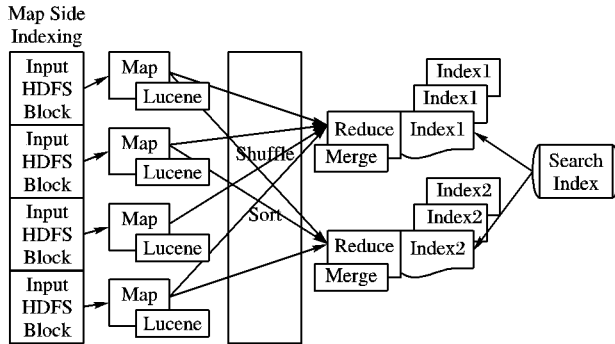 Map Side
Indexing
Input
HDFS
Block
Map
Lucene
Input
HDFS
Block
Map
Lucene
Input
HDFS
Block
Map
Lucene
Input
HDFS
Block
Map
Lucene
Shuffle
Sort
Index1
Index1
Index1
Reduce
Merge
Index2
Index2
Index2
Reduce
Merge
Search
Index